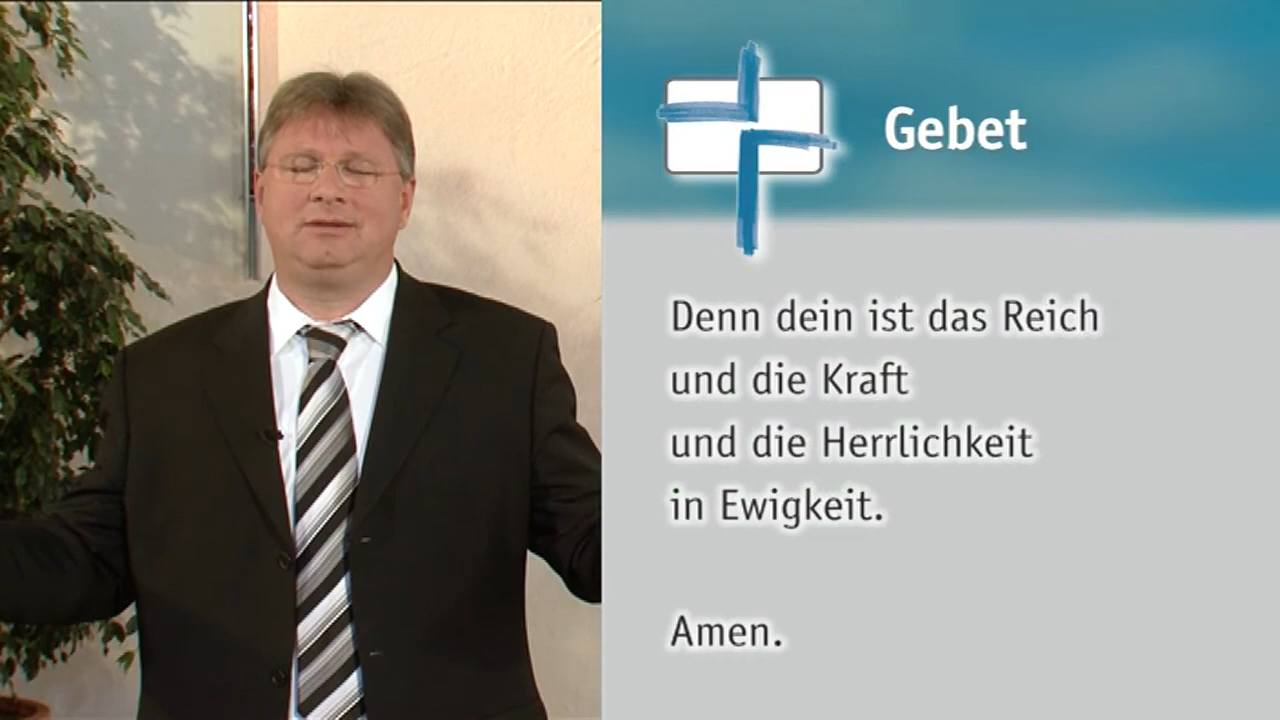 Gebet
Denn dein ist das Reich
und die Kraft
und die Herrlichkeit
in Ewigkeit.
Amen.